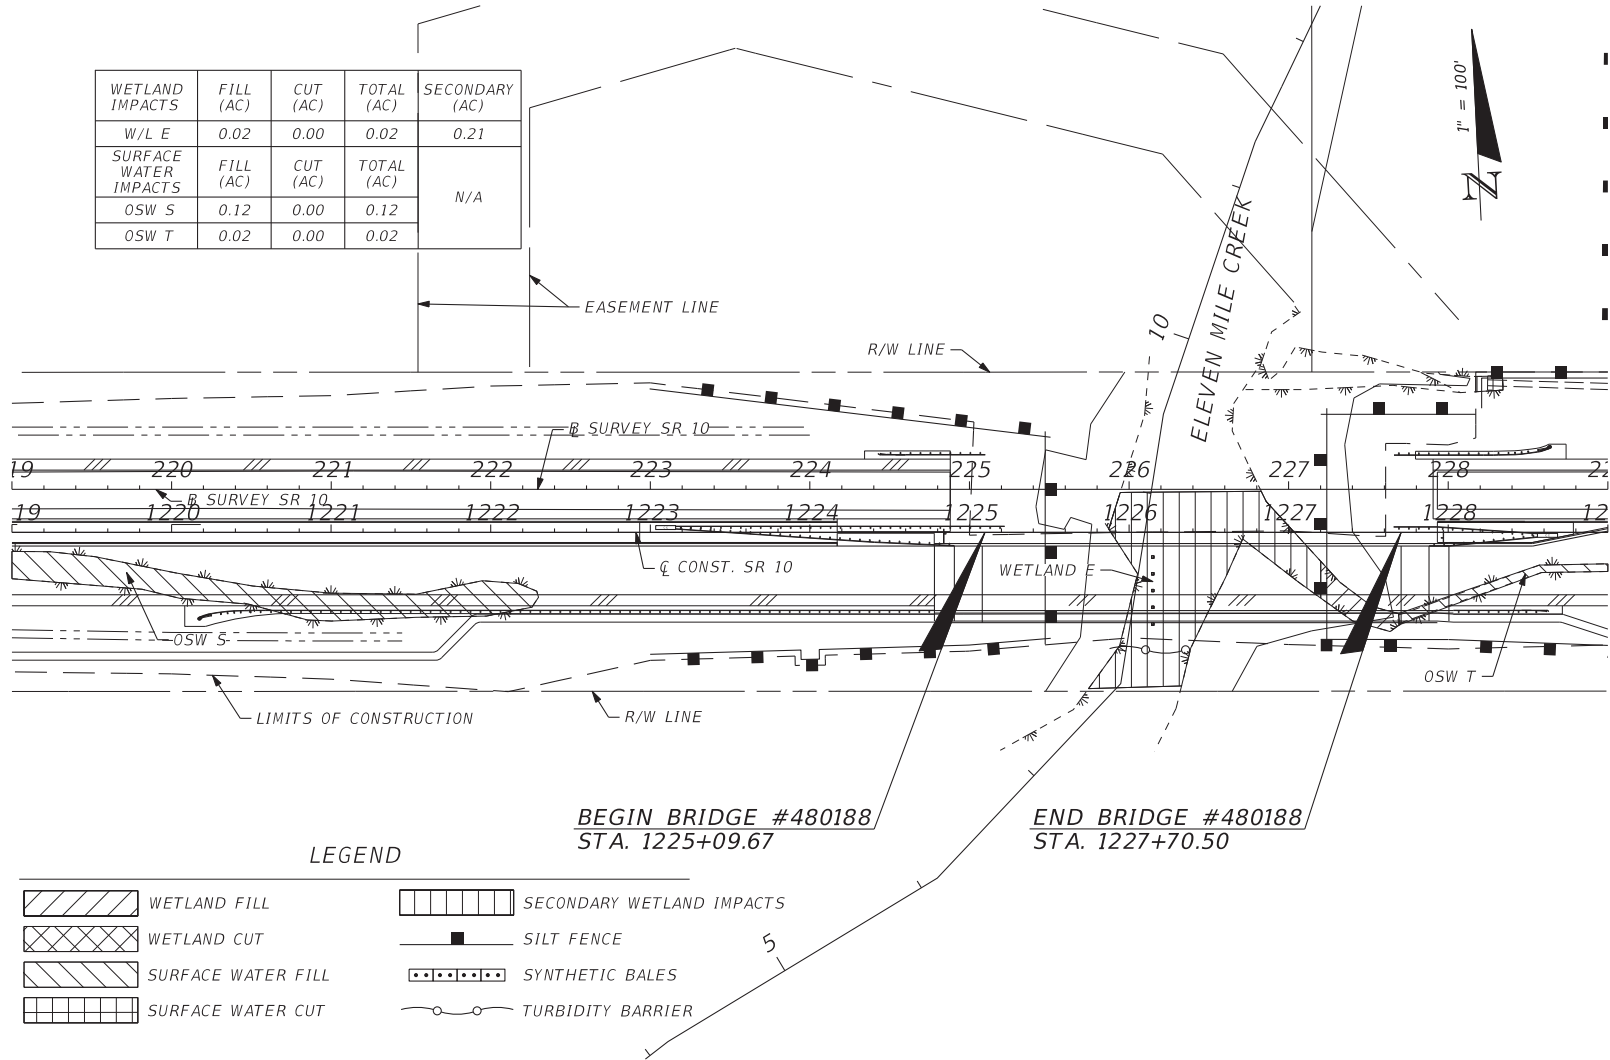 WETLAND IMPACTS FILL (AC) CUT (AC) TOTAL (AC) SECONDARY (AC)
W/L E 0.02 0.00 0.02 0.21
SURFACE WATER IMPACTS FILL (AC) CUT (AC) TOTAL (AC) N/A
OSW S 0.12 0.00 0.12
OSW T 0.02 0.00 0.02
1" = 100'
N
EASEMENT LINE
R/W LINE
10
ELEVEN MILE CREEK
B SURVEY SR 10
19 220 221 222 223 224 225 226 227 228 22
B SURVEY SR 10
19 1220 1221 1222 1223 1224 1225 1226 1227 1228 12
C CONST. SR 10
WETLAND E
OSW S
OSW T
LIMITS OF CONSTRUCTION
R/W LINE
BEGIN BRIDGE #480188
STA. 1225+09.67
END BRIDGE #480188
STA. 1227+70.50
5
LEGEND
WETLAND FILL
WETLAND CUT
SURFACE WATER FILL
SURFACE WATER CUT
SECONDARY WETLAND IMPACTS
SILT FENCE
SYNTHETIC BALES
TURBIDITY BARRIER